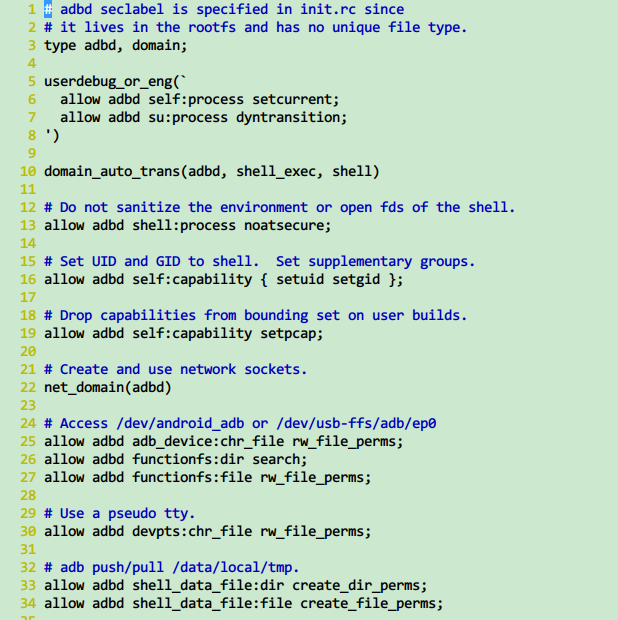 1 # adbd seclabel is specified in init.rc since
2 # it lives in the rootfs and has no unique file type.
3 type adbd, domain;
4
5 userdebug_or_eng(`
6   allow adbd self:process setcurrent;
7   allow adbd su:process dyntransition;
8 ')
9
10 domain_auto_trans(adbd, shell_exec, shell)
11
12 # Do not sanitize the environment or open fds of the shell.
13 allow adbd shell:process noatsecure;
14
15 # Set UID and GID to shell.  Set supplementary groups.
16 allow adbd self:capability { setuid setgid };
17
18 # Drop capabilities from bounding set on user builds.
19 allow adbd self:capability setpcap;
20
21 # Create and use network sockets.
22 net_domain(adbd)
23
24 # Access /dev/android_adb or /dev/usb-ffs/adb/ep0
25 allow adbd adb_device:chr_file rw_file_perms;
26 allow adbd functionfs:dir search;
27 allow adbd functionfs:file rw_file_perms;
28
29 # Use a pseudo tty.
30 allow adbd devpts:chr_file rw_file_perms;
31
32 # adb push/pull /data/local/tmp.
33 allow adbd shell_data_file:dir create_dir_perms;
34 allow adbd shell_data_file:file create_file_perms;